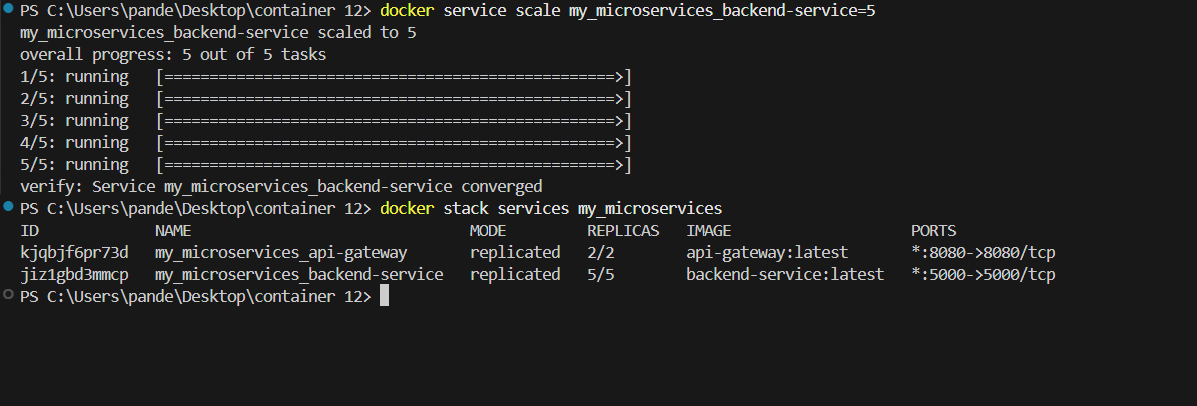 PS C:\Users\pande\Desktop\container 12> docker service scale my_microservices_backend-service=5
my_microservices_backend-service scaled to 5
overall progress: 5 out of 5 tasks
1/5: running   [==================================================>]
2/5: running   [==================================================>]
3/5: running   [==================================================>]
4/5: running   [==================================================>]
5/5: running   [==================================================>]
verify: Service my_microservices_backend-service converged
PS C:\Users\pande\Desktop\container 12> docker stack services my_microservices
ID             NAME                               MODE         REPLICAS   IMAGE                    PORTS
kjqbjf6pr73d   my_microservices_api-gateway       replicated   2/2        api-gateway:latest       *:8080->8080/tcp
jiz1gbd3mmcp   my_microservices_backend-service   replicated   5/5        backend-service:latest   *:5000->5000/tcp
PS C:\Users\pande\Desktop\container 12>